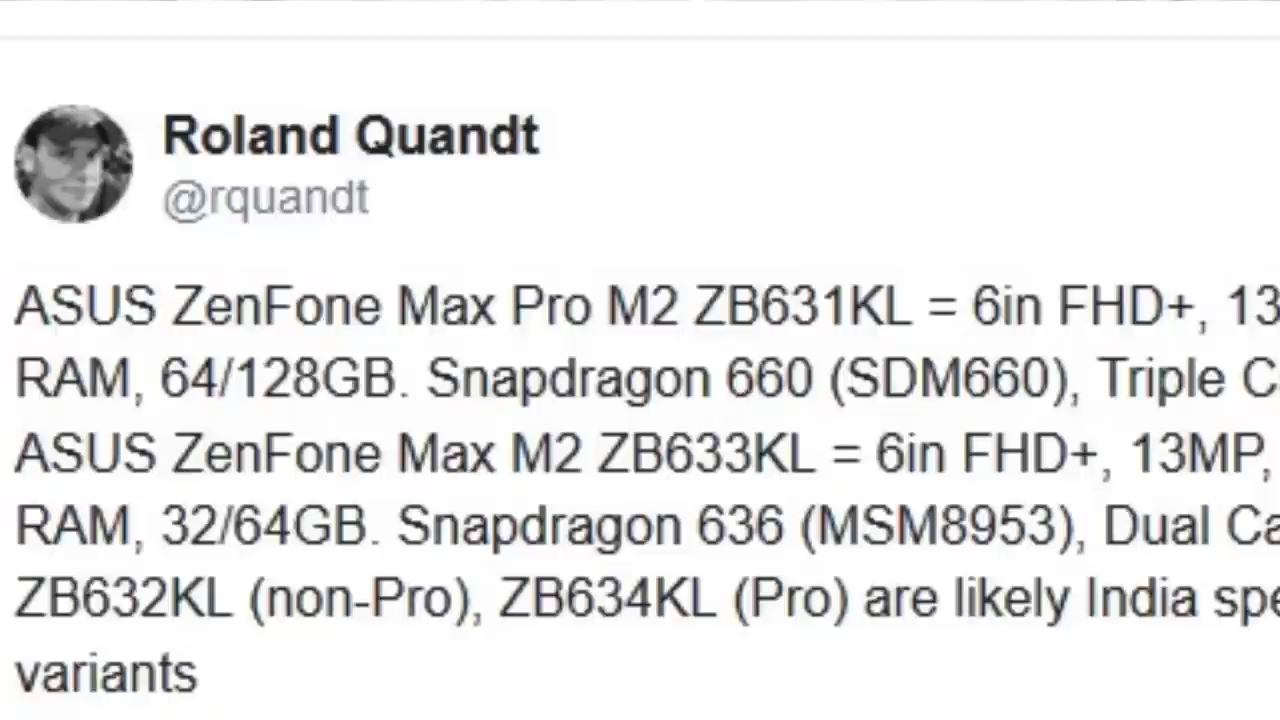 Roland Quandt
@rquandt
ASUS ZenFone Max Pro M2 ZB631KL = 6in FHD+, 13
RAM, 64/128GB. Snapdragon 660 (SDM660), Triple C
ASUS ZenFone Max M2 ZB633KL = 6in FHD+, 13MP,
RAM, 32/64GB. Snapdragon 636 (MSM8953), Dual Ca
ZB632KL (non-Pro), ZB634KL (Pro) are likely India spe
variants